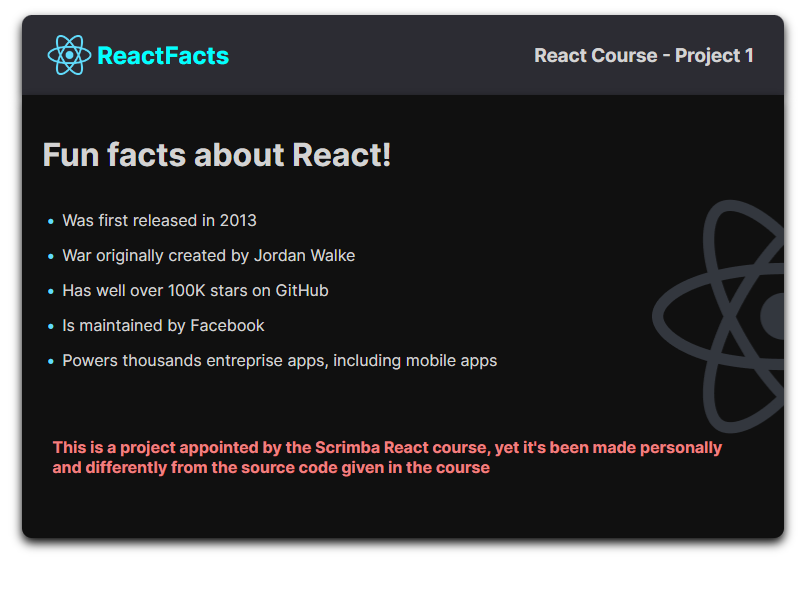 ReactFacts
React Course - Project 1
Fun facts about React!
Was first released in 2013
War originally created by Jordan Walke
Has well over 100K stars on GitHub
Is maintained by Facebook
Powers thousands entreprise apps, including mobile apps
This is a project appointed by the Scrimba React course, yet it's been made personally
and differently from the source code given in the course